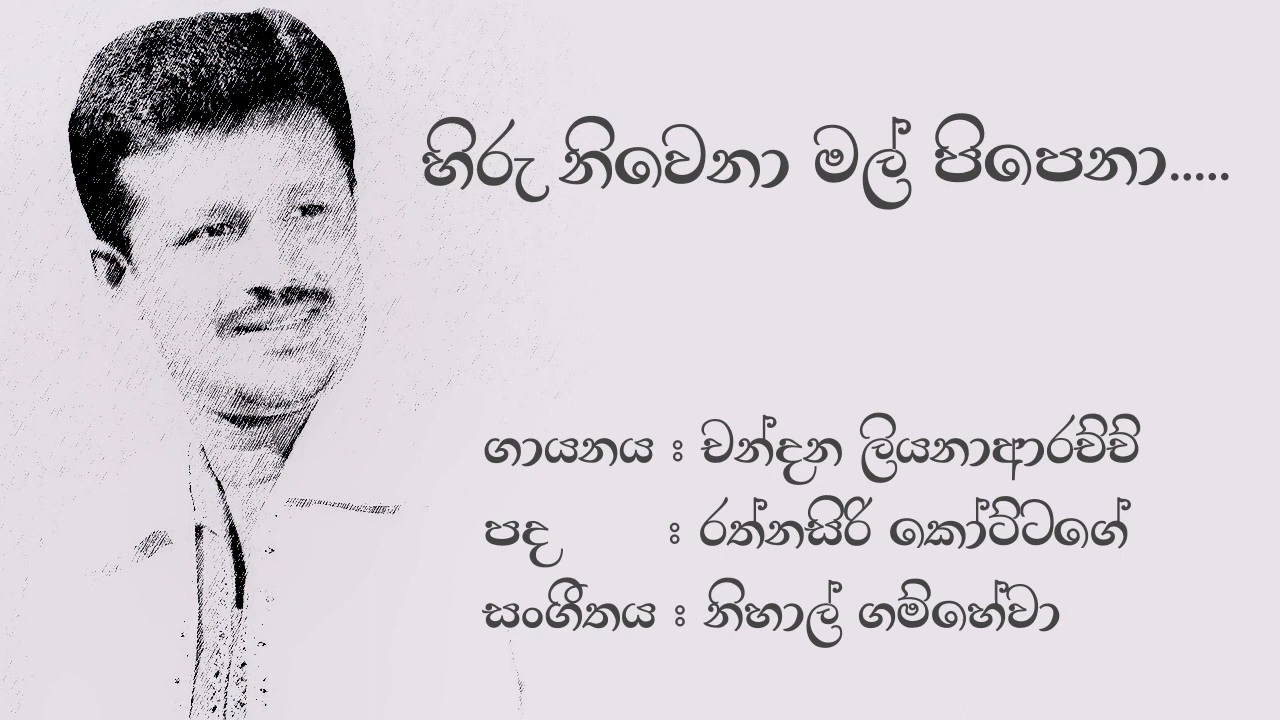 හිරු නිවෙනා මල් පිපෙනා.....
ගායනය : චන්දන ලියනාආරච්ච්
පද : රත්නසිරි කෝට්ටගේ
සංගීතය : නිහාල් ගම්හේවා